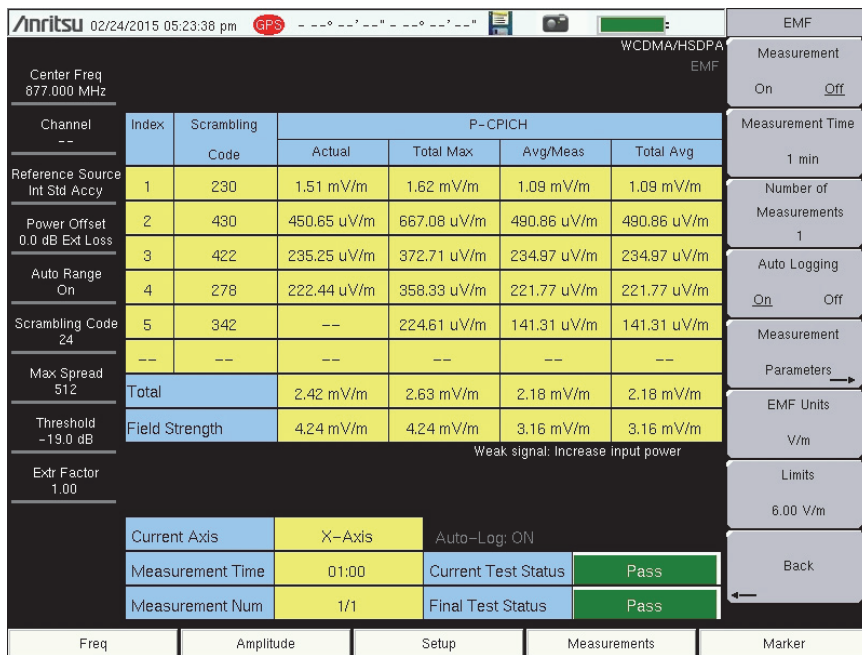 Anritsu 02/24/2015 05:23:38 pm GPS - --° --'--" - --° --'--"
EMF
WCDMA/HSDPA
EMF
Center Freq
877.000 MHz
Channel
--
Reference Source
Int Std Accy
Power Offset
0.0 dB Ext Loss
Auto Range
On
Scrambling Code
24
Max Spread
512
Threshold
-19.0 dB
Extr Factor
1.00
Index Scrambling Code P-CPICH
Actual Total Max Avg/Meas Total Avg
1 230 1.51 mV/m 1.62 mV/m 1.09 mV/m 1.09 mV/m
2 430 450.65 uV/m 667.08 uV/m 490.86 uV/m 490.86 uV/m
3 422 235.25 uV/m 372.71 uV/m 234.97 uV/m 234.97 uV/m
4 278 222.44 uV/m 358.33 uV/m 221.77 uV/m 221.77 uV/m
5 342 -- 224.61 uV/m 141.31 uV/m 141.31 uV/m
-- -- -- -- -- --
Total 2.42 mV/m 2.63 mV/m 2.18 mV/m 2.18 mV/m
Field Strength 4.24 mV/m 4.24 mV/m 3.16 mV/m 3.16 mV/m
Weak signal: Increase input power
Current Axis X-Axis Auto-Log: ON
Measurement Time 01:00 Current Test Status Pass
Measurement Num 1/1 Final Test Status Pass
Measurement
On Off
Measurement Time
1 min
Number of
Measurements
1
Auto Logging
On Off
Measurement
Parameters
EMF Units
V/m
Limits
6.00 V/m
Back
Freq Amplitude Setup Measurements Marker